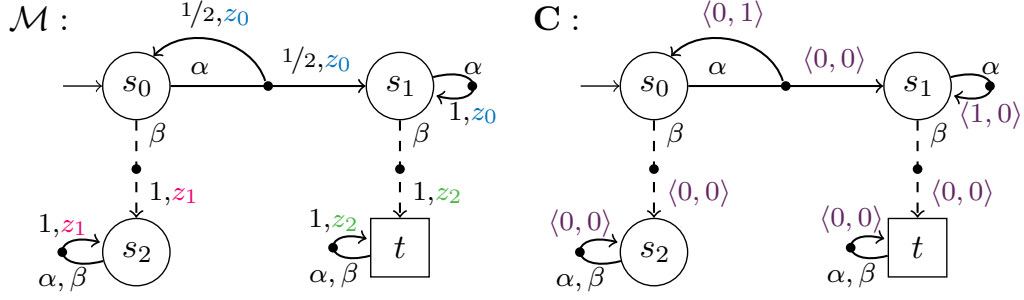 𝓜 :
1/2, z₀
α
1/2, z₀
s₀
s₁
α
1, z₀
β
β
1, z₁
1, z₂
1, z₁
s₂
α, β
1, z₂
t
α, β
C :
⟨0, 1⟩
α
⟨0, 0⟩
s₀
s₁
α
⟨1, 0⟩
β
β
⟨0, 0⟩
⟨0, 0⟩
⟨0, 0⟩
s₂
α, β
⟨0, 0⟩
t
α, β